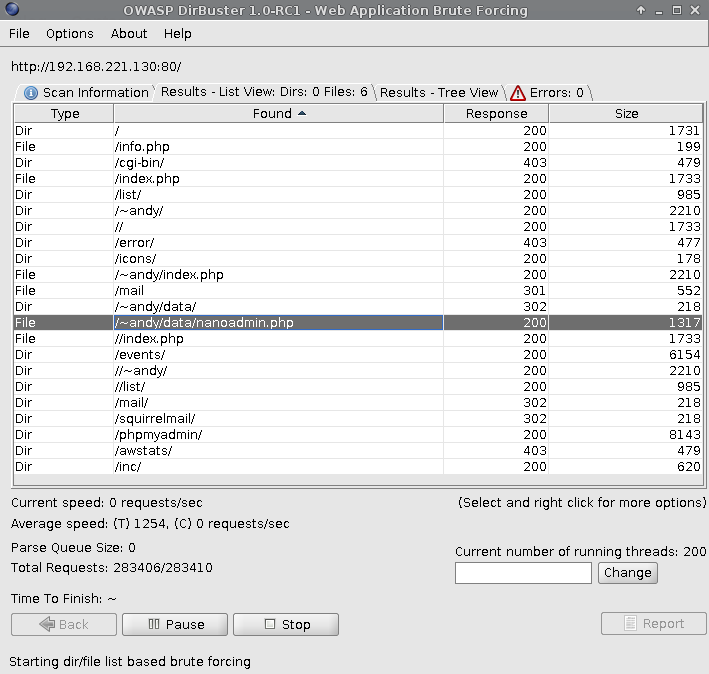 OWASP DirBuster 1.0-RC1 - Web Application Brute Forcing
File Options About Help
http://192.168.221.130:80/
Scan Information Results - List View: Dirs: 0 Files: 6 Results - Tree View Errors: 0
Type Found Response Size
Dir / 200 1731
File /info.php 200 199
Dir /cgi-bin/ 403 479
File /index.php 200 1733
Dir /list/ 200 985
Dir /~andy/ 200 2210
Dir // 200 1733
Dir /error/ 403 477
Dir /icons/ 200 178
File /~andy/index.php 200 2210
File /mail 301 552
Dir /~andy/data/ 302 218
File /~andy/data/nanoadmin.php 200 1317
File //index.php 200 1733
Dir /events/ 200 6154
Dir //~andy/ 200 2210
Dir //list/ 200 985
Dir /mail/ 302 218
Dir /squirrelmail/ 302 218
Dir /phpmyadmin/ 200 8143
Dir /awstats/ 403 479
Dir /inc/ 200 620
Current speed: 0 requests/sec (Select and right click for more options)
Average speed: (T) 1254, (C) 0 requests/sec
Parse Queue Size: 0 Current number of running threads: 200
Total Requests: 283406/283410 Change
Time To Finish: ~
Back Pause Stop Report
Starting dir/file list based brute forcing